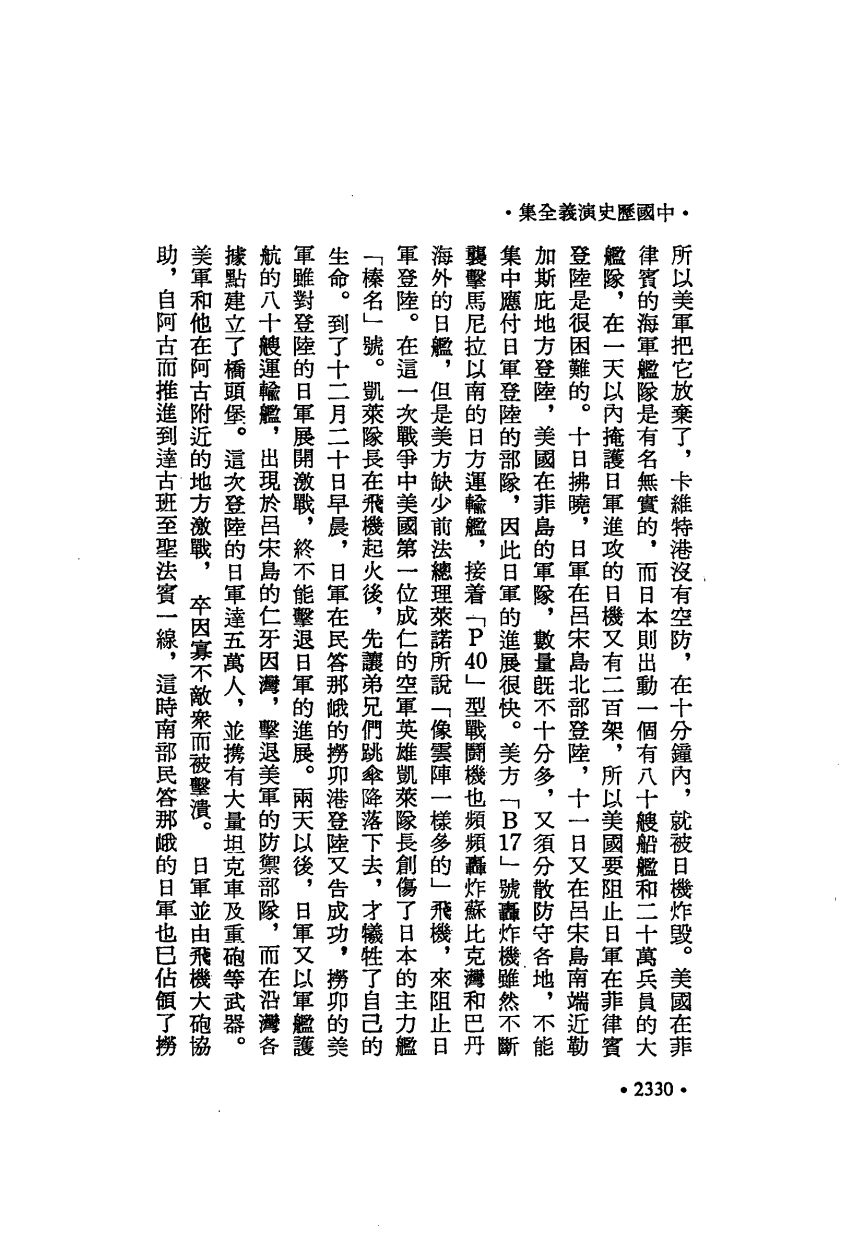 ·中國歷史演義全集·
所以美軍把它放棄了，卡維特港沒有空防，在十分鐘內，就被日機炸毀。美國在菲
律賓的海軍艦隊是有名無實的，而日本則出動一個有八十艘船艦和二十萬兵員的大
艦隊，在一天以內掩護日軍進攻的日機又有二百架，所以美國要阻止日軍在菲律賓
登陸是很困難的。十日拂曉，日軍在呂宋島北部登陸，十一日又在呂宋島南端近勒
加斯庇地方登陸，美國在菲島的軍隊，數量旣不十分多，又須分散防守各地，不能
集中應付日軍登陸的部隊，因此日軍的進展很快。美方「B17」號轟炸機雖然不斷
襲擊馬尼拉以南的日方運輸艦，接着「P40」型戰鬪機也頻頻轟炸蘇比克灣和巴丹
海外的日艦，但是美方缺少前法總理萊諾所說「像雲陣一樣多的」飛機，來阻止日
軍登陸。在這一次戰爭中美國第一位成仁的空軍英雄凱萊隊長創傷了日本的主力艦
「榛名」號。凱萊隊長在飛機起火後，先讓弟兄們跳傘降落下去，才犧牲了自己的
生命。到了十二月二十日早晨，日軍在民答那峨的撈卯港登陸又告成功，撈卯的美
軍雖對登陸的日軍展開激戰，終不能擊退日軍的進展。兩天以後，日軍又以軍艦護
航的八十艘運輸艦，出現於呂宋島的仁牙因灣，擊退美軍的防禦部隊，而在沿灣各
據點建立了橋頭堡。這次登陸的日軍達五萬人，並携有大量坦克車及重砲等武器。
美軍和他在阿古附近的地方激戰，卒因寡不敵衆而被擊潰。日軍並由飛機大砲協
助，自阿古而推進到達古班至聖法賓一線，這時南部民答那峨的日軍也已佔領了撈
·2330·